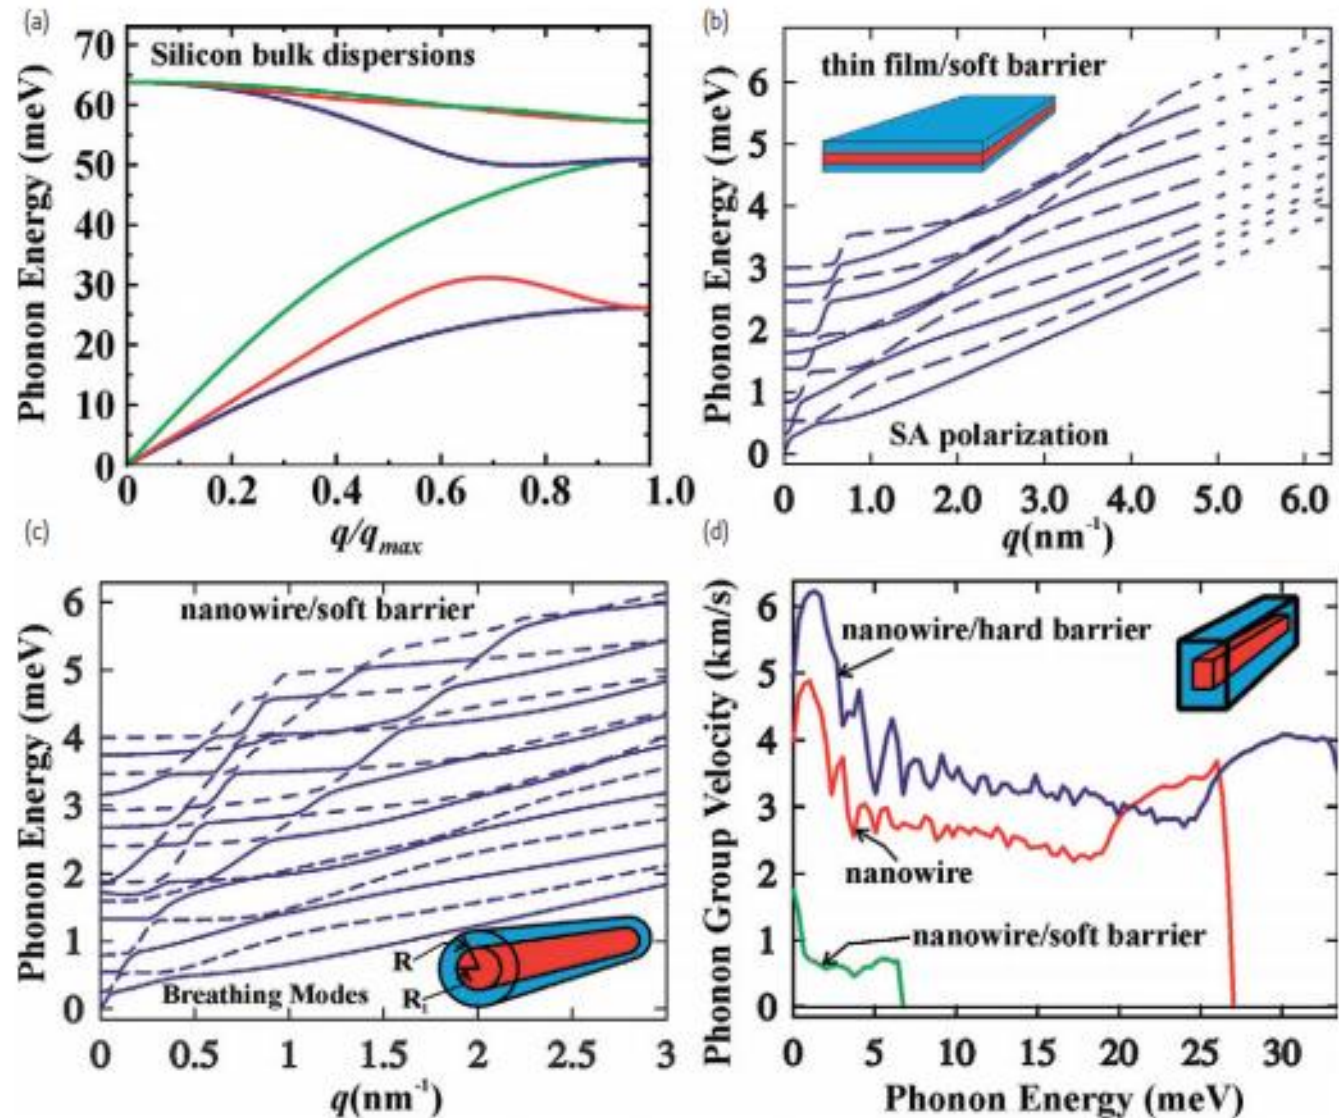 (a)
Silicon bulk dispersions
Phonon Energy (meV)
70
60
50
40
30
20
10
0
0 0.2 0.4 0.6 0.8 1.0
q/q_max
(b)
thin film/soft barrier
Phonon Energy (meV)
6
5
4
3
2
1
0
SA polarization
0 1.0 2.0 3.0 4.0 5.0 6.0
q(nm⁻¹)
(c)
nanowire/soft barrier
Phonon Energy (meV)
6
5
4
3
2
1
0
R
R₁
Breathing Modes
0 0.5 1 1.5 2 2.5 3
q(nm⁻¹)
(d)
nanowire/hard barrier
Phonon Group Velocity (km/s)
6
5
4
3
2
1
0
nanowire
nanowire/soft barrier
0 5 10 15 20 25 30
Phonon Energy (meV)